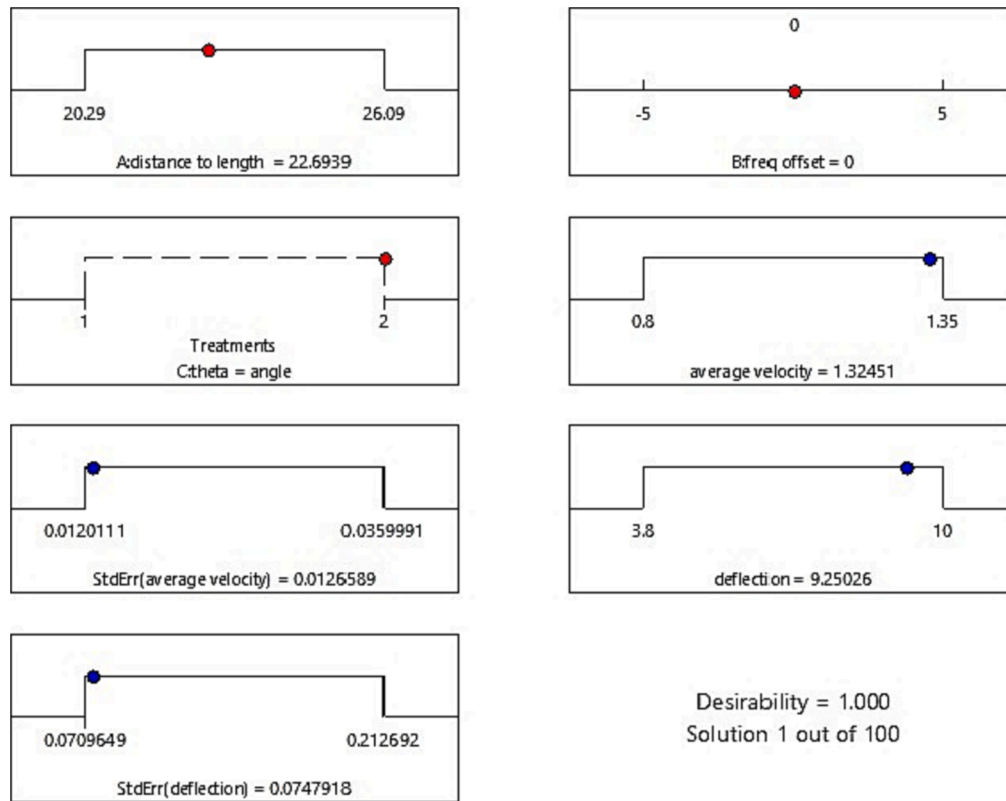 20.29 26.09
A:distance to length = 22.6939
0
-5 5
B:freq offset = 0
1 2
Treatments
C:theta = angle
0.8 1.35
average velocity = 1.32451
0.0120111 0.0359991
StdErr(average velocity) = 0.0126589
3.8 10
deflection = 9.25026
0.0709649 0.212692
StdErr(deflection) = 0.0747918
Desirability = 1.000
Solution 1 out of 100